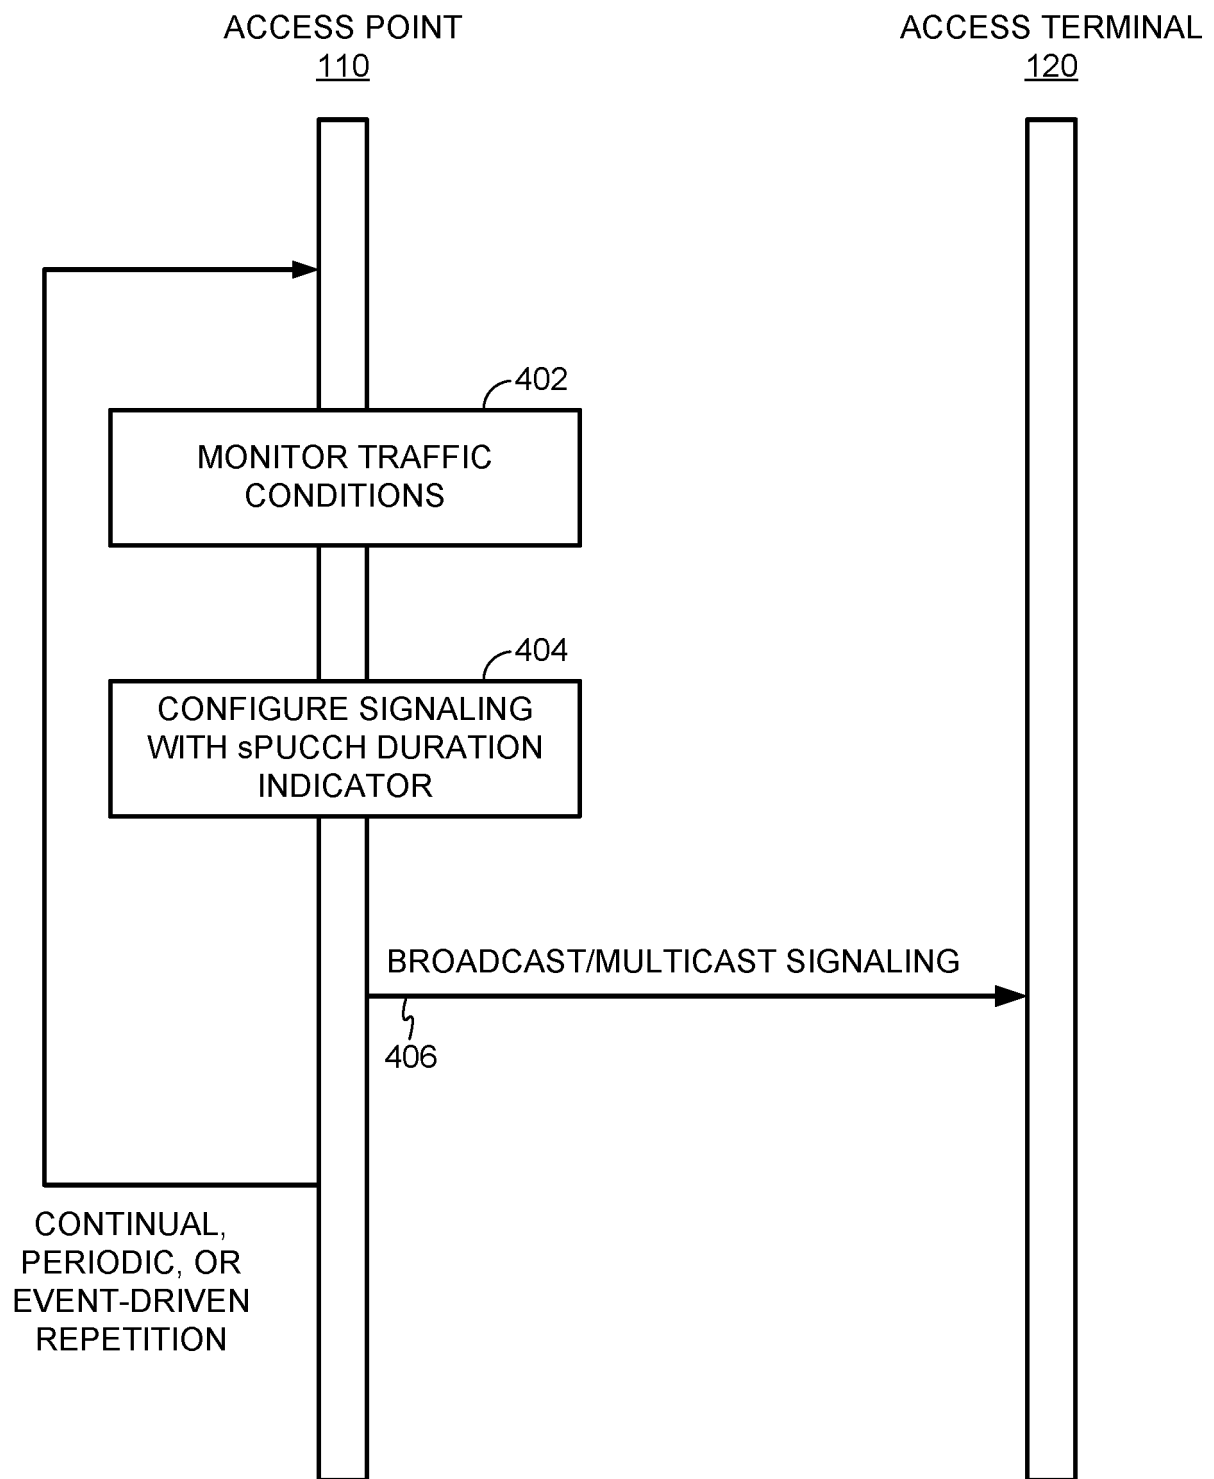 ACCESS POINT
110
ACCESS TERMINAL
120
402
MONITOR TRAFFIC
CONDITIONS
404
CONFIGURE SIGNALING
WITH sPUCCH DURATION
INDICATOR
BROADCAST/MULTICAST SIGNALING
406
CONTINUAL,
PERIODIC, OR
EVENT-DRIVEN
REPETITION